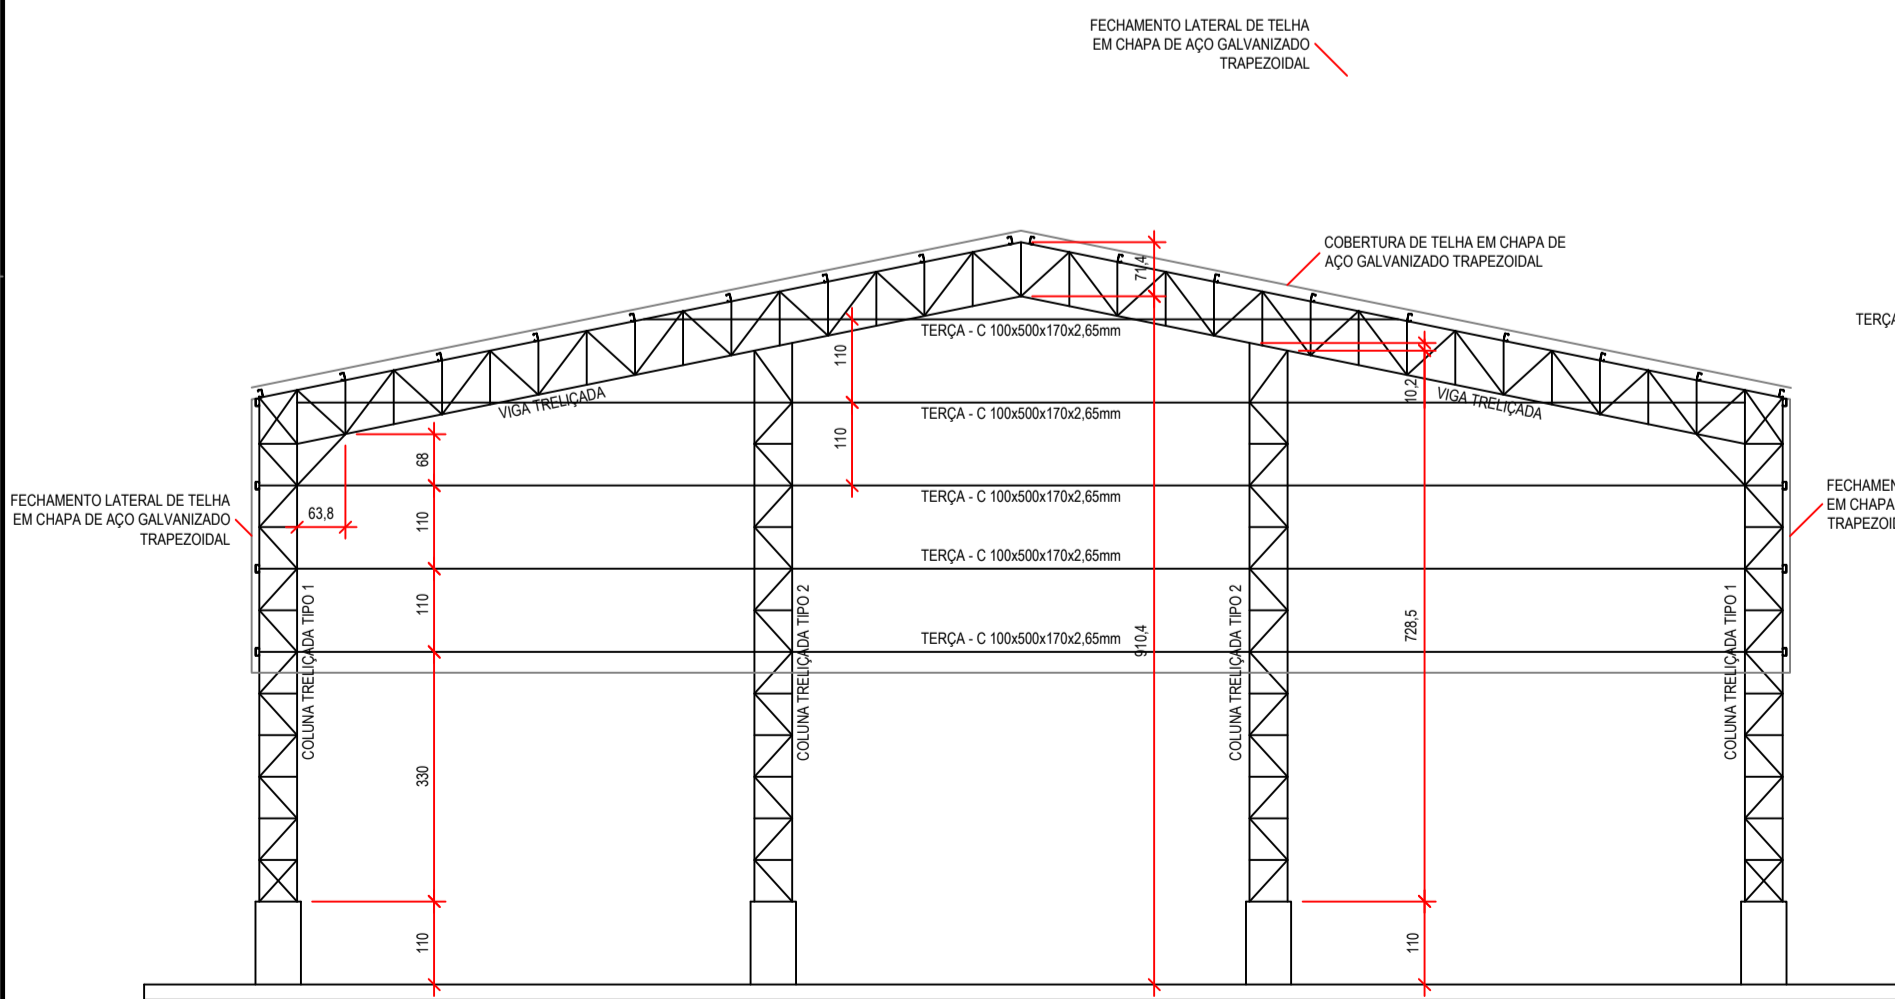 FECHAMENTO LATERAL DE TELHA
EM CHAPA DE AÇO GALVANIZADO
TRAPEZOIDAL
COBERTURA DE TELHA EM CHAPA DE
AÇO GALVANIZADO TRAPEZOIDAL
71,4
TERÇA
TERÇA - C 100x500x170x2,65mm
110
10,2
VIGA TRELIÇADA
VIGA TRELIÇADA
TERÇA - C 100x500x170x2,65mm
110
68
FECHAMENTO LATERAL DE TELHA
EM CHAPA DE AÇO GALVANIZADO
TRAPEZOIDAL
63,8
TERÇA - C 100x500x170x2,65mm
FECHAMEN
EM CHAPA
TRAPEZOID
110
TERÇA - C 100x500x170x2,65mm
110
COLUNA TRELIÇADA TIPO 1
COLUNA TRELIÇADA TIPO 2
TERÇA - C 100x500x170x2,65mm
910,4
COLUNA TRELIÇADA TIPO 2
728,5
COLUNA TRELIÇADA TIPO 1
330
110
110